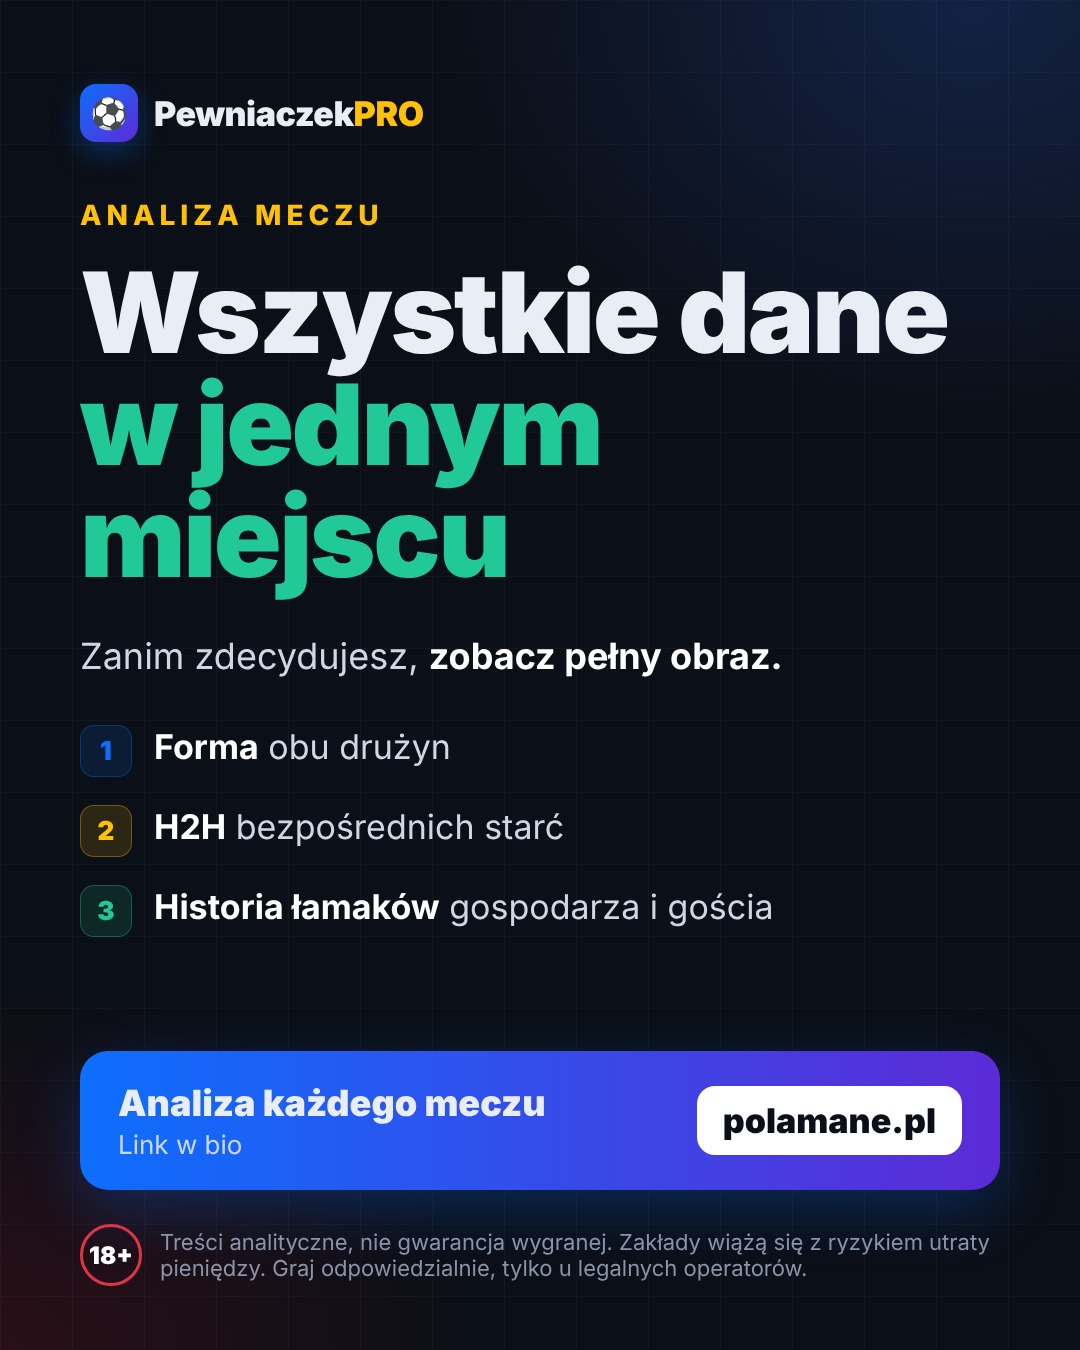 PewniaczekPRO
ANALIZA MECZU
Wszystkie dane
w jednym
miejscu
Zanim zdecydujesz, zobacz pełny obraz.
1 Forma obu drużyn
2 H2H bezpośrednich starć
3 Historia łamaków gospodarza i gościa
Analiza każdego meczu
Link w bio
polamane.pl
18+
Treści analityczne, nie gwarancja wygranej. Zakłady wiążą się z ryzykiem utraty
pieniędzy. Graj odpowiedzialnie, tylko u legalnych operatorów.